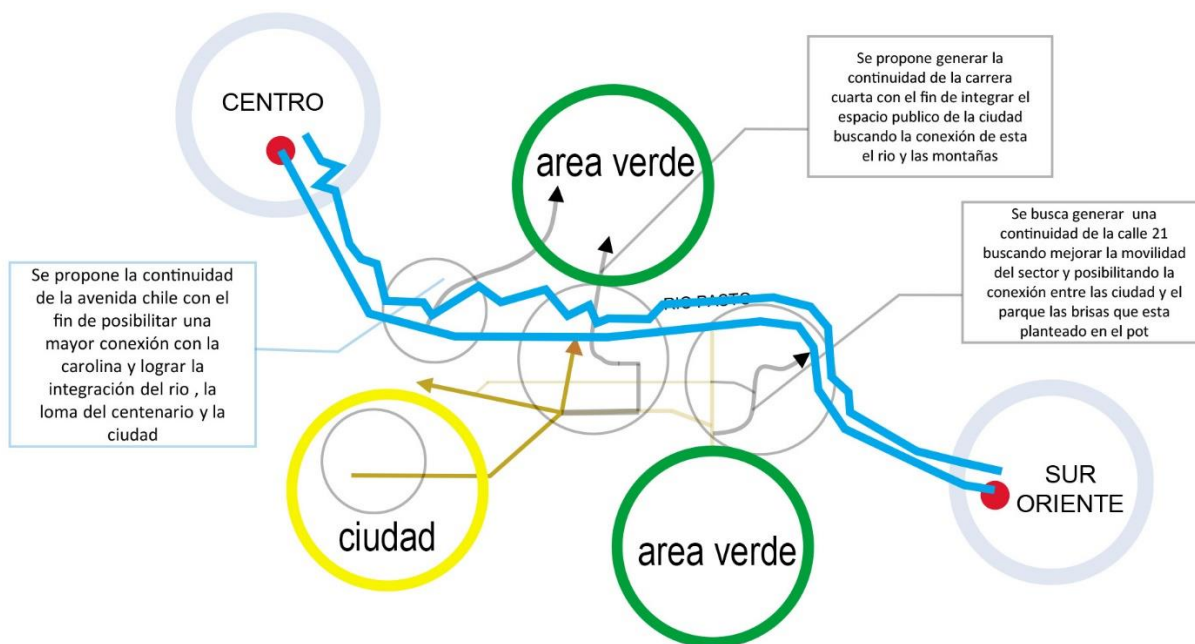 CENTRO
area verde
Se propone generar la
continuidad de la carrera
cuarta con el fin de integrar el
espacio publico de la ciudad
buscando la conexión de esta
el rio y las montañas
Se busca generar una
continuidad de la calle 21
buscando mejorar la movilidad
del sector y posibilitando la
conexión entre las ciudad y el
parque las brisas que esta
planteado en el pot
Se propone la continuidad
de la avenida chile con el
fin de posibilitar una
mayor conexión con la
carolina y lograr la
integración del rio , la
loma del centenario y la
ciudad
RIO PASTO
ciudad
area verde
SUR
ORIENTE